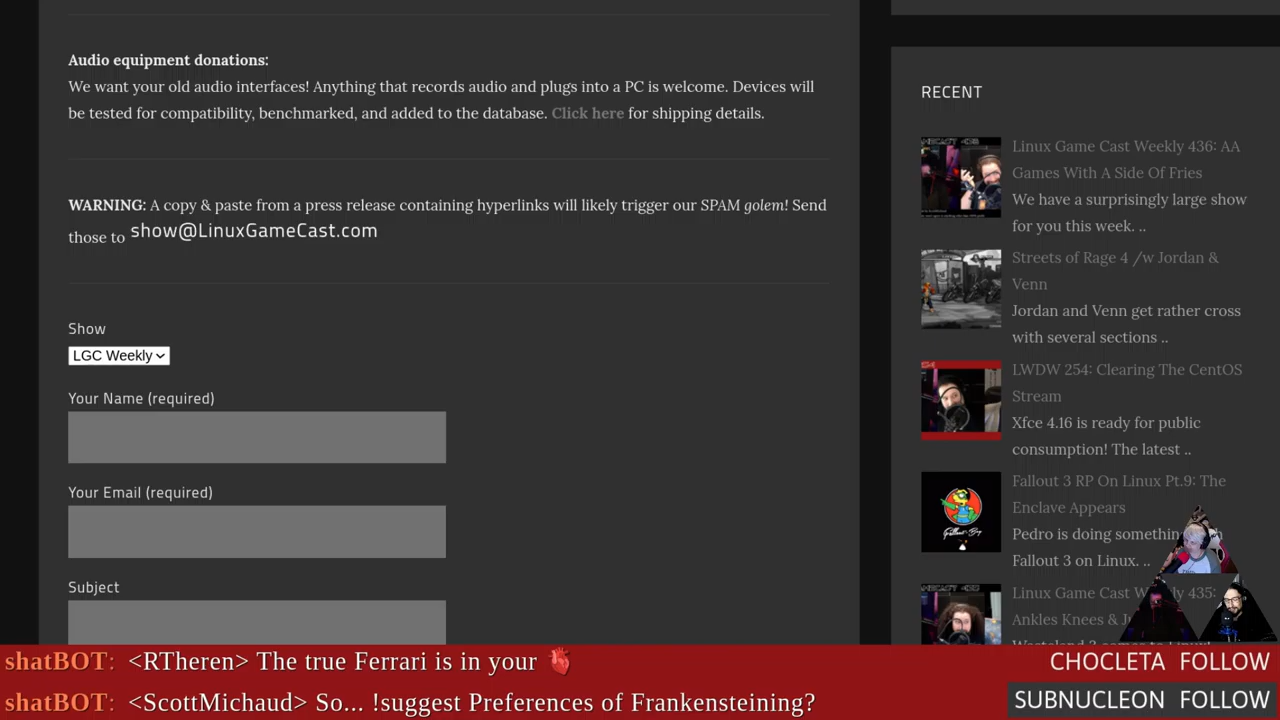 Audio equipment donations:
We want your old audio interfaces! Anything that records audio and plugs into a PC is welcome. Devices will
be tested for compatibility, benchmarked, and added to the database. Click here for shipping details.
WARNING: A copy & paste from a press release containing hyperlinks will likely trigger our SPAM golem! Send
those to show@LinuxGameCast.com
Show
LGC Weekly
Your Name (required)
Your Email (required)
Subject
RECENT
Linux Game Cast Weekly 436: AA
Games With A Side Of Fries
We have a surprisingly large show
for you this week. ..
Streets of Rage 4 /w Jordan &
Venn
Jordan and Venn get rather cross
with several sections ..
LWDW 254: Clearing The CentOS
Stream
Xfce 4.16 is ready for public
consumption! The latest ..
Fallout 3 RP On Linux Pt.9: The
Enclave Appears
Pedro is doing something
Fallout 3 on Linux. ..
Linux Game Cast Weekly 435:
Ankles Knees &
shatBOT: <RTheren> The true Ferrari is in your
shatBOT: <ScottMichaud> So... !suggest Preferences of Frankensteining?
CHOCLETA FOLLOW
SUBNUCLEON FOLLOW